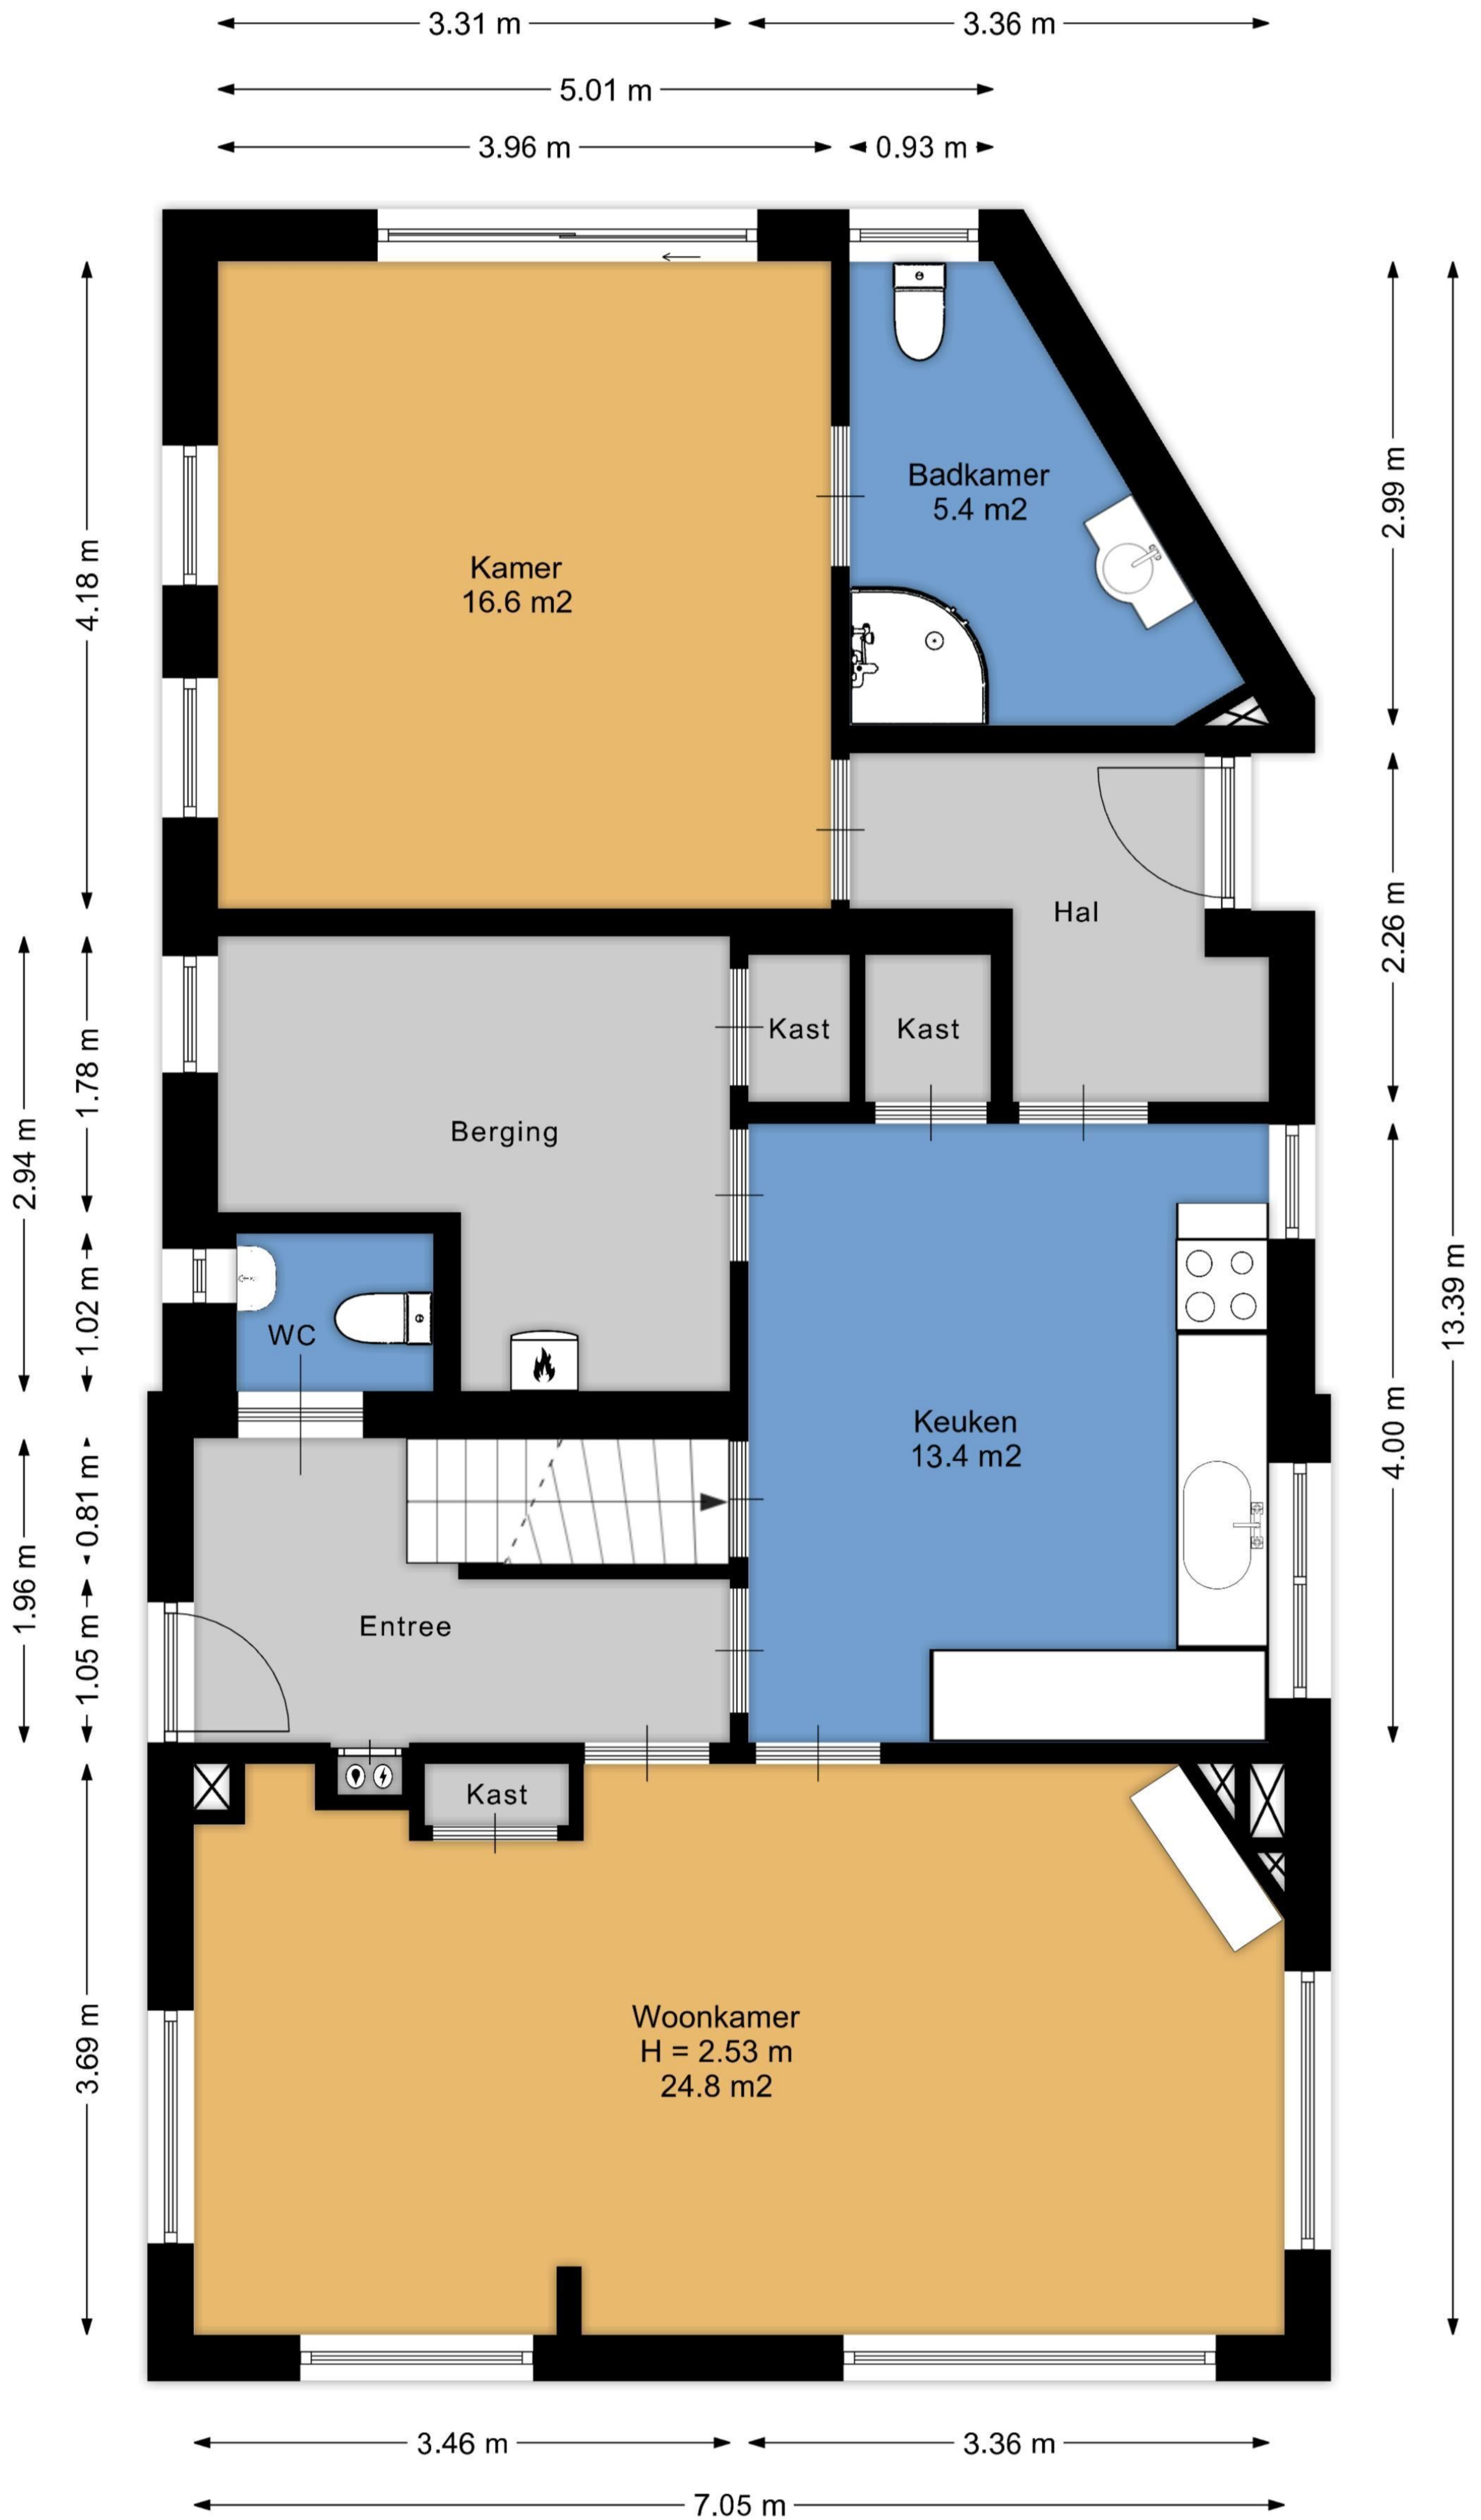 3.31 m
3.36 m
5.01 m
3.96 m
0.93 m
Badkamer
5.4 m2
2.99 m
Kamer
16.6 m2
4.18 m
Hal
2.26 m
Kast
Kast
1.78 m
2.94 m
Berging
1.02 m
WC
13.39 m
Keuken
13.4 m2
4.00 m
0.81 m
1.96 m
Entree
1.05 m
Kast
Woonkamer
H = 2.53 m
24.8 m2
3.69 m
3.46 m
3.36 m
7.05 m